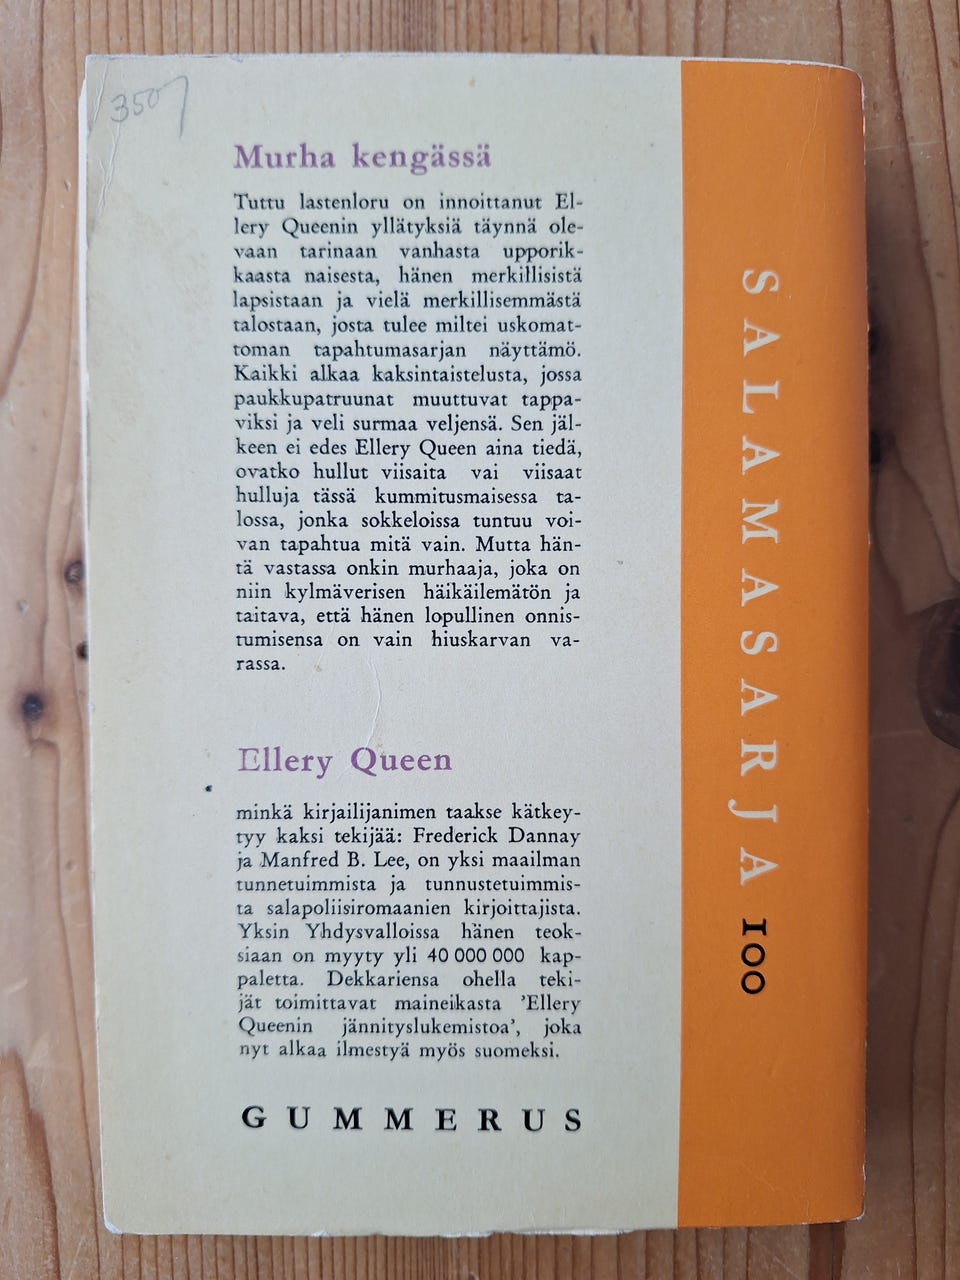 3507
Murha kengässä
Tuttu lastenloru on innoittanut El-
lery Queenin yllätyksiä täynnä ole-
vaan tarinaan vanhasta upporik-
kaasta naisesta, hänen merkillisistä
lapsistaan ja vielä merkillisemmästä
talostaan, josta tulee miltei uskomat-
toman tapahtumasarjan näyttämö.
Kaikki alkaa kaksintaistelusta, jossa
paukkupatruunat muuttuvat tappa-
viksi ja veli surmaa veljensä. Sen jäl-
keen ei edes Ellery Queen aina tiedä,
ovatko hullut viisaita vai viisaat
hulluja tässä kummitusmaisessa ta-
lossa, jonka sokkeloissa tuntuu voi-
van tapahtua mitä vain. Mutta hän-
tä vastassa onkin murhaaja, joka on
niin kylmäverisen häikäilemätön ja
taitava, että hänen lopullinen onnis-
tumisensa on vain hiuskarvan va-
rassa.
Ellery Queen
minkä kirjailijanimen taakse kätkey-
tyy kaksi tekijää: Frederick Dannay
ja Manfred B. Lee, on yksi maailman
tunnetuimmista ja tunnustetuimmis-
ta salapoliisiromaanien kirjoittajista.
Yksin Yhdysvalloissa hänen teok-
siaan on myyty yli 40 000 000 kap-
paletta. Dekkariensa ohella teki-
jät toimittavat maineikasta 'Ellery
Queenin jännityslukemistoa', joka
nyt alkaa ilmestyä myös suomeksi.
GUMMERUS
SALAMASARJA 100